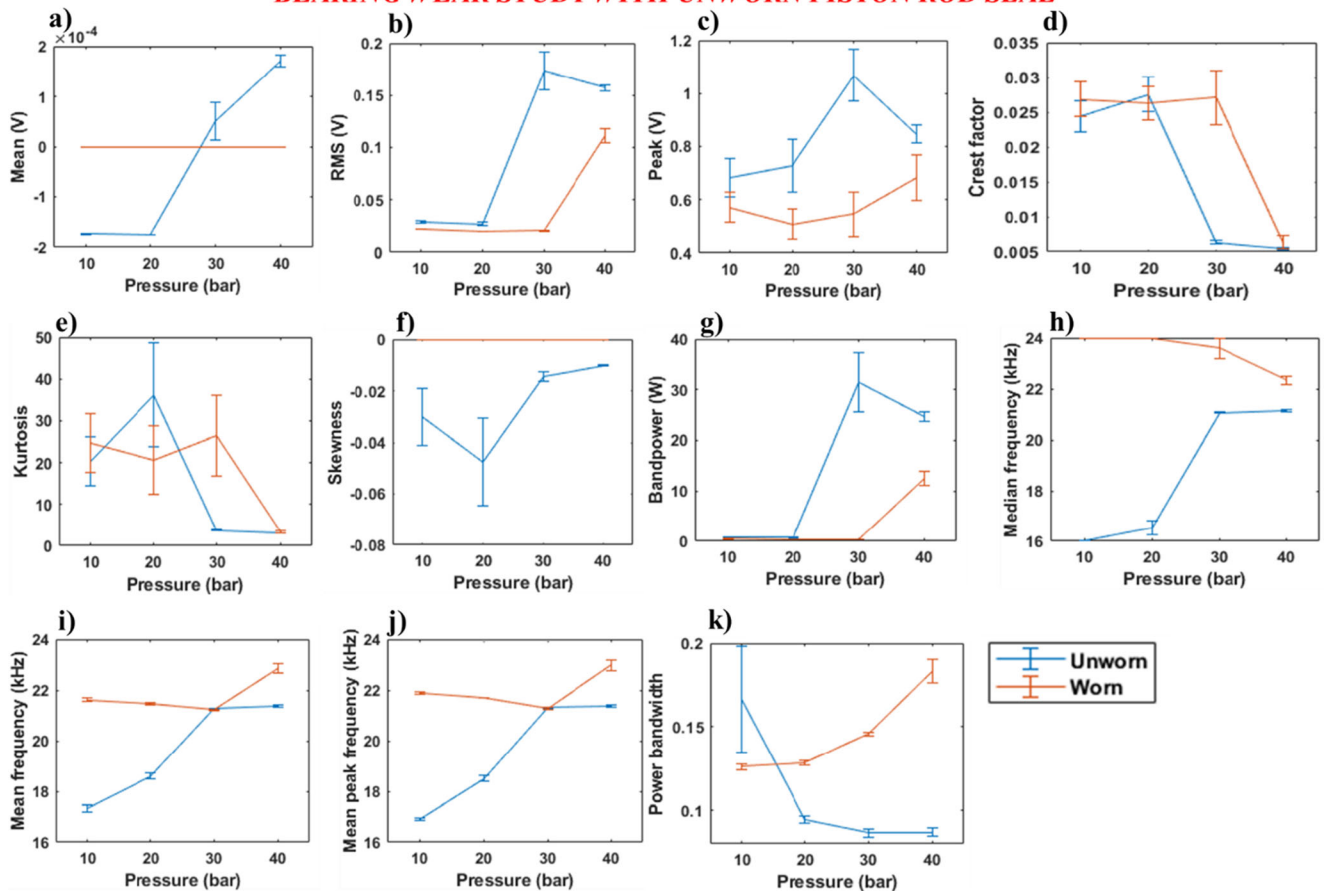 BEARING WEAR STUDY WITH UNWORN PISTON ROD SEAL
a)
×10⁻⁴
2
1
0
-1
-2
Mean (V)
10 20 30 40
Pressure (bar)
b)
0.2
0.15
0.1
0.05
0
RMS (V)
10 20 30 40
Pressure (bar)
c)
1.2
1
0.8
0.6
0.4
Peak (V)
10 20 30 40
Pressure (bar)
d)
0.035
0.03
0.025
0.02
0.015
0.01
0.005
Crest factor
10 20 30 40
Pressure (bar)
e)
50
40
30
20
10
0
Kurtosis
10 20 30 40
Pressure (bar)
f)
0
-0.02
-0.04
-0.06
-0.08
Skewness
10 20 30 40
Pressure (bar)
g)
40
30
20
10
0
Bandpower (W)
10 20 30 40
Pressure (bar)
h)
24
22
20
18
16
Median frequency (kHz)
10 20 30 40
Pressure (bar)
i)
24
22
20
18
16
Mean frequency (kHz)
10 20 30 40
Pressure (bar)
j)
24
22
20
18
16
Mean peak frequency (kHz)
10 20 30 40
Pressure (bar)
k)
0.2
0.15
0.1
Power bandwidth
10 20 30 40
Pressure (bar)
Unworn
Worn